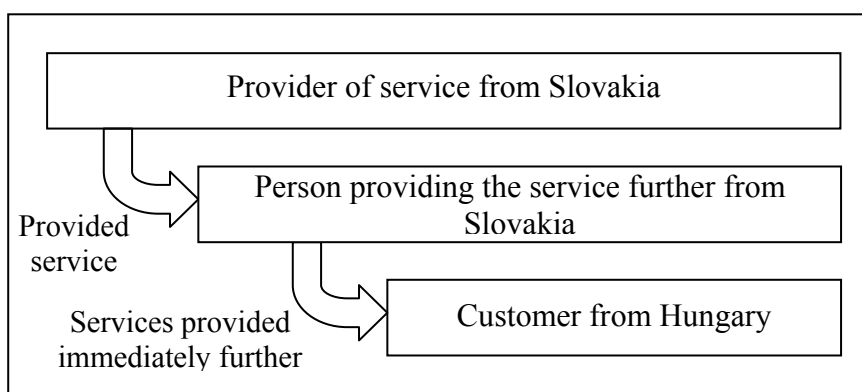 Provider of service from Slovakia
Person providing the service further from
Slovakia
Provided
service
Customer from Hungary
Services provided
immediately further